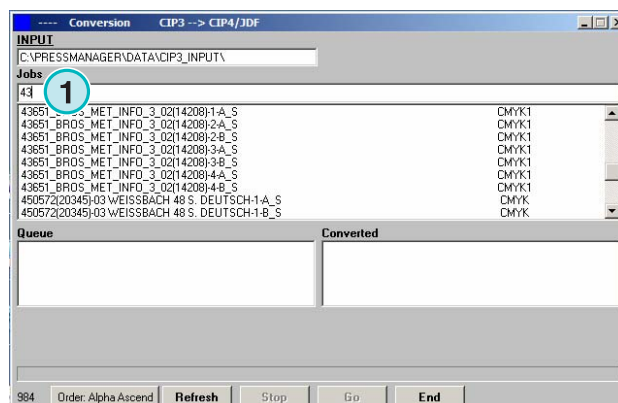 ---- Conversion CIP3 --> CIP4/JDF
INPUT
C:\PRESSMANAGER\DATA\CIP3_INPUT\
Jobs
43
1
43651_BROS_MET_INFO_3_02(14208)-1-A_S CMYK1
43651_BROS_MET_INFO_3_02(14208)-2-A_S CMYK1
43651_BROS_MET_INFO_3_02(14208)-2-B_S CMYK1
43651_BROS_MET_INFO_3_02(14208)-3-A_S CMYK1
43651_BROS_MET_INFO_3_02(14208)-3-B_S CMYK1
43651_BROS_MET_INFO_3_02(14208)-4-A_S CMYK1
43651_BROS_MET_INFO_3_02(14208)-4-B_S CMYK1
450572(20345)-03 WEISSBACH 48 S. DEUTSCH-1-A_S CMYK
450572(20345)-03 WEISSBACH 48 S. DEUTSCH-1-B_S CMYK
Queue Converted
984 Order: Alpha Ascend Refresh Stop Go End